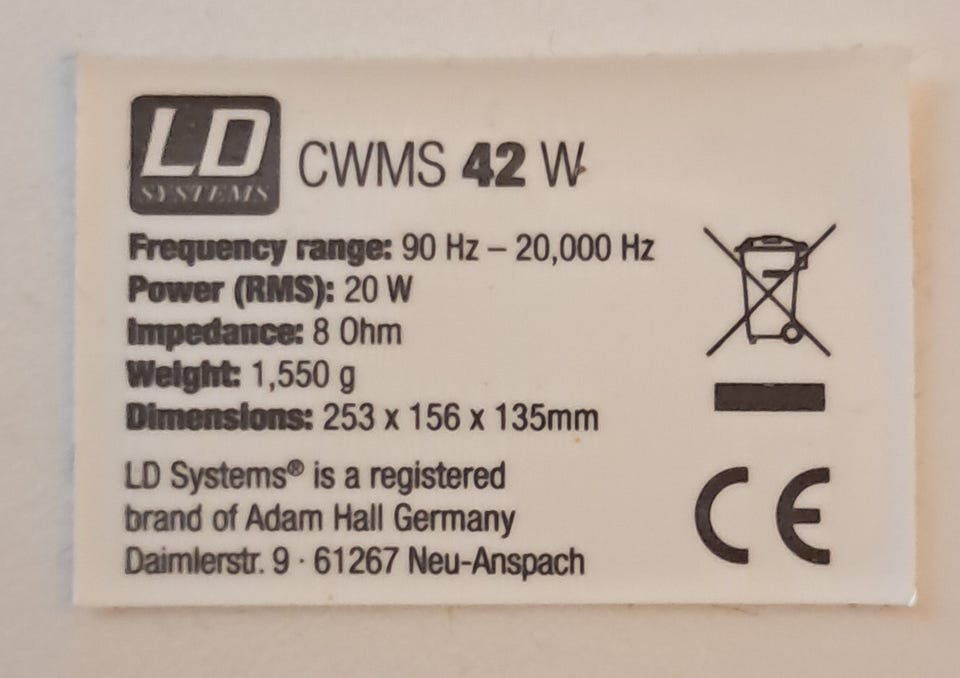 LD
SYSTEMS
CWMS 42 W
Frequency range: 90 Hz – 20,000 Hz
Power (RMS): 20 W
Impedance: 8 Ohm
Weight: 1,550 g
Dimensions: 253 x 156 x 135mm
LD Systems® is a registered
brand of Adam Hall Germany
Daimlerstr. 9 · 61267 Neu-Anspach
CE